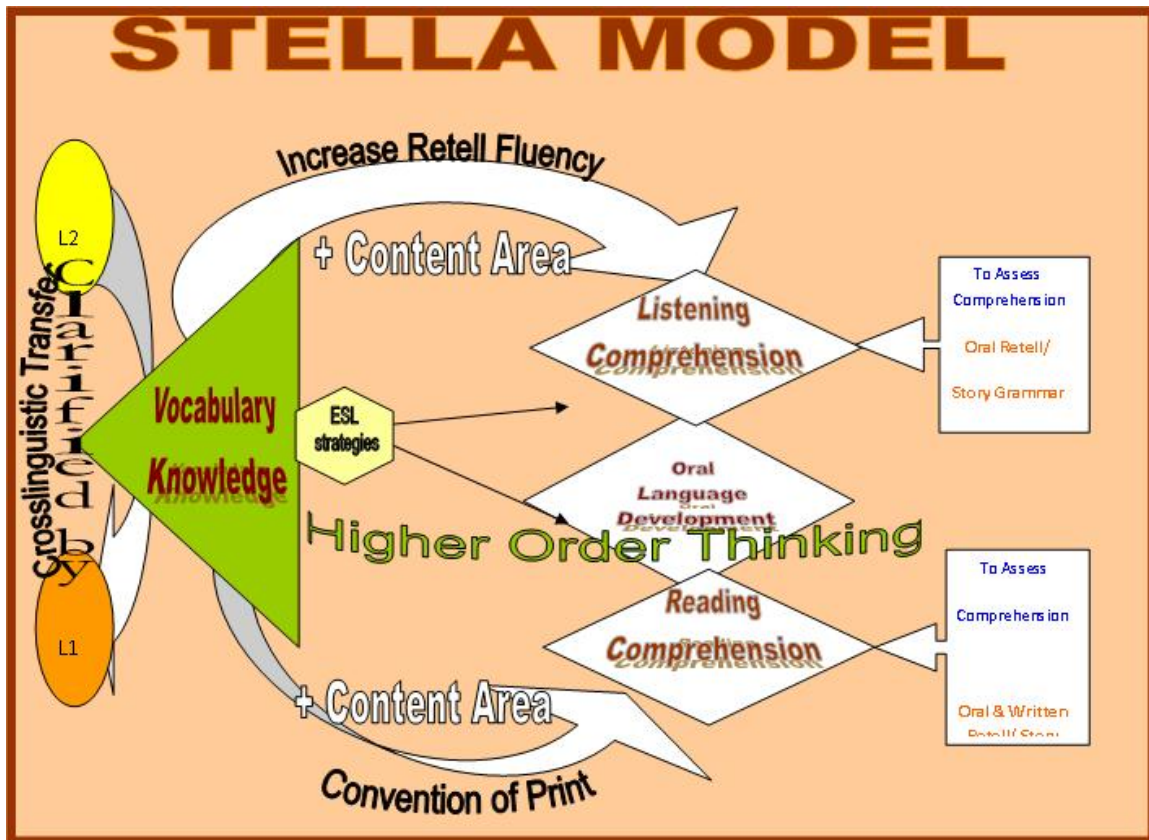 STELLA MODEL
Increase Retell Fluency
+ Content Area
L2
Crosslinguistic Transfer
Clarified by
L1
Vocabulary
Knowledge
ESL
strategies
Listening
Comprehension
Oral
Language
Development
Higher Order Thinking
Reading
Comprehension
+ Content Area
Convention of Print
To Assess
Comprehension
Oral Retell/
Story Grammar
To Assess
Comprehension
Oral & Written
Retell/ Story